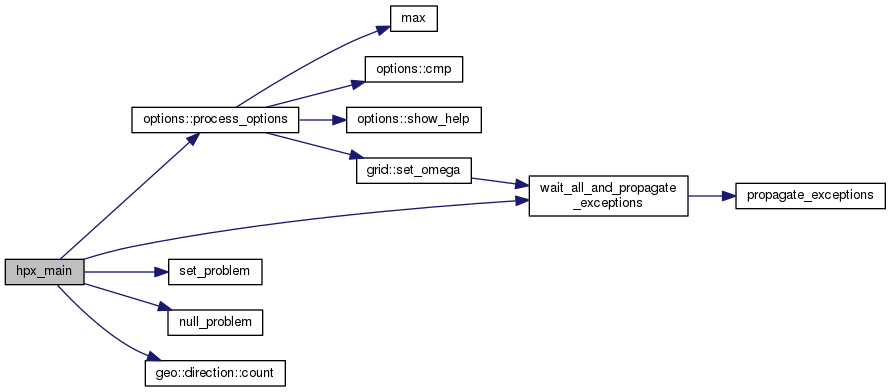 max
options::cmp
options::process_options
options::show_help
grid::set_omega
wait_all_and_propagate
_exceptions
propagate_exceptions
hpx_main
set_problem
null_problem
geo::direction::count